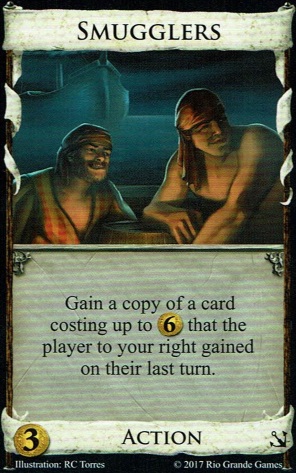 SMUGGLERS
Gain a copy of a card
costing up to 6 that the
player to your right gained
on their last turn.
3
ACTION
Illustration: RC Torres
© 2017 Rio Grande Games